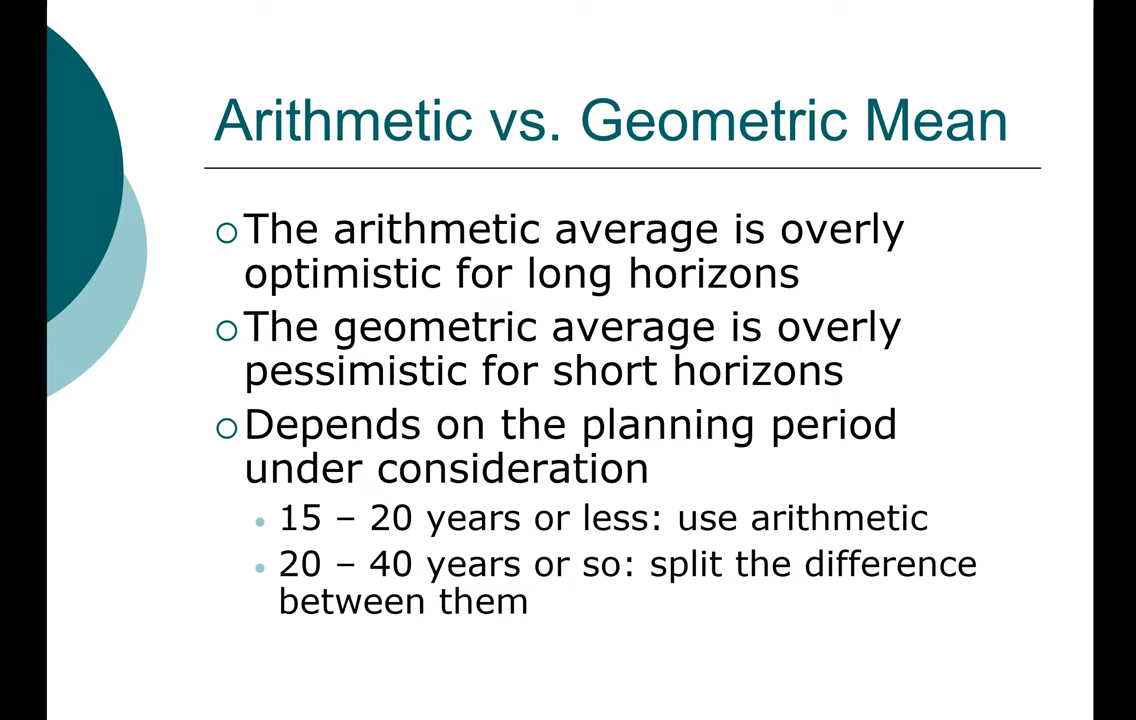 Arithmetic vs. Geometric Mean
The arithmetic average is overly
optimistic for long horizons
The geometric average is overly
pessimistic for short horizons
Depends on the planning period
under consideration
15 – 20 years or less: use arithmetic
20 – 40 years or so: split the difference
between them